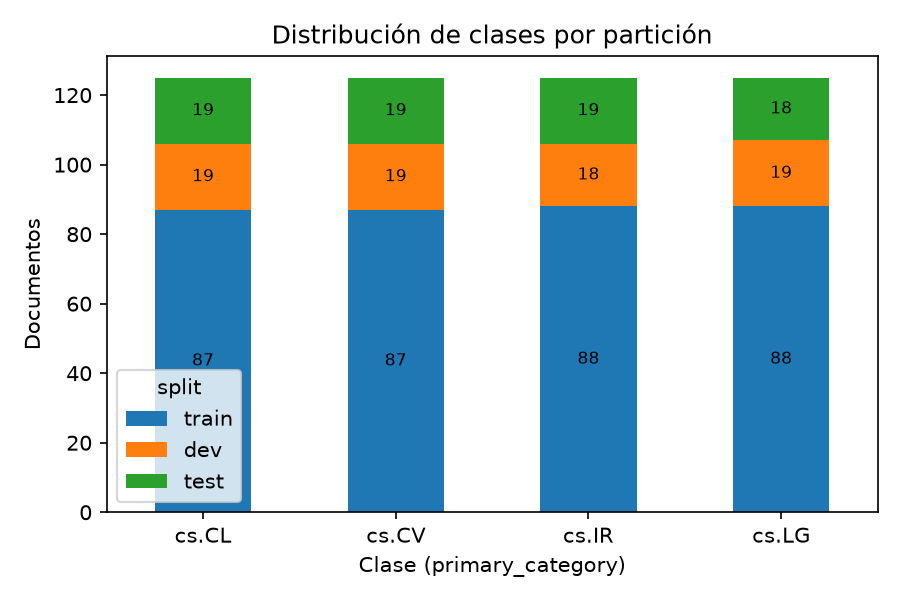 Distribución de clases por partición
Documentos
120
100
80
60
40
20
0
19
19
19
18
19
19
18
19
87
87
88
88
split
train
dev
test
cs.CL
cs.CV
cs.IR
cs.LG
Clase (primary_category)